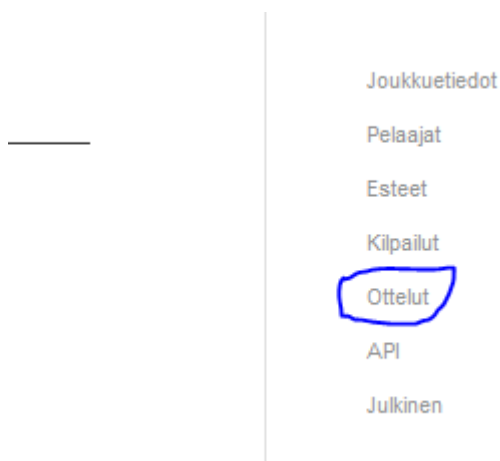 Joukkuetiedot
Pelaajat
Esteet
Kilpailut
Ottelut
API
Julkinen